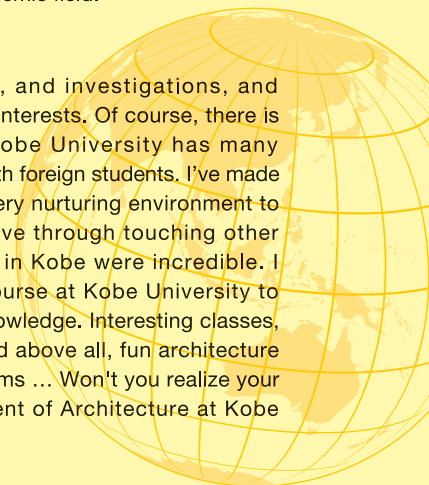 , and investigations, and
nterests. Of course, there is
obe University has many
th foreign students. I've made
ery nurturing environment to
ve through touching other
in Kobe were incredible. I
ourse at Kobe University to
owledge. Interesting classes,
d above all, fun architecture
ms ... Won't you realize your
ent of Architecture at Kobe